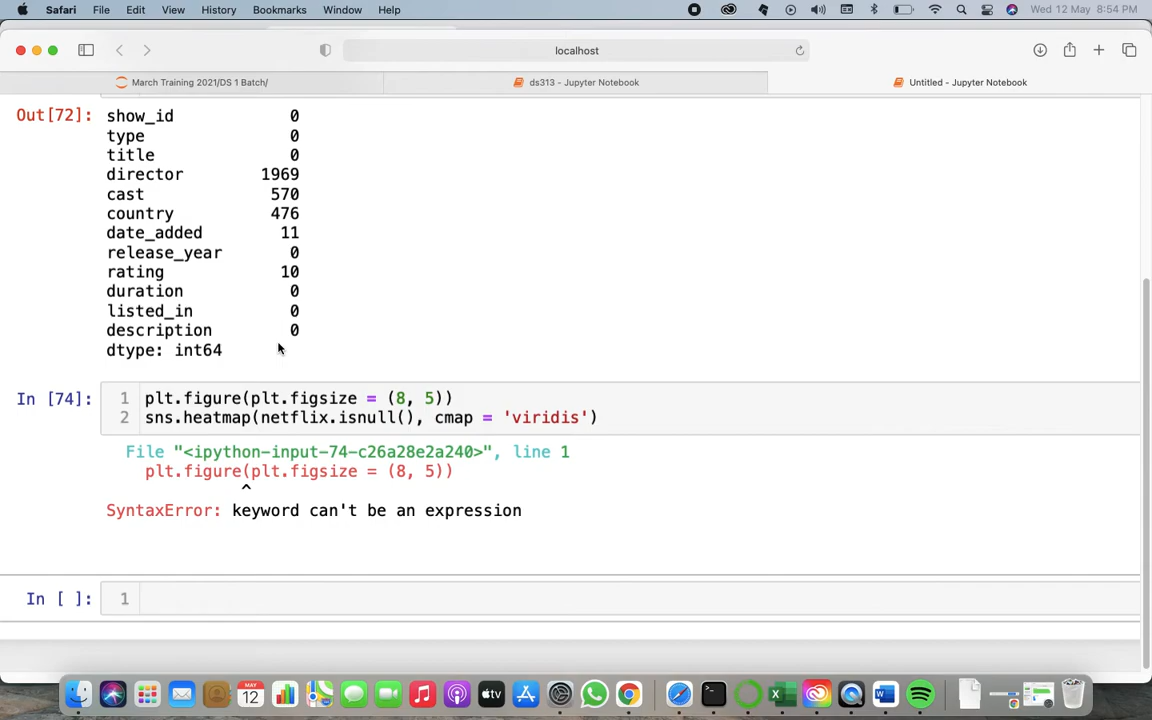 Safari File Edit View History Bookmarks Window Help Wed 12 May 8:54 PM
localhost
March Training 2021/DS 1 Batch/ ds313 - Jupyter Notebook Untitled - Jupyter Notebook
Out[72]: show_id 0
type 0
title 0
director 1969
cast 570
country 476
date_added 11
release_year 0
rating 10
duration 0
listed_in 0
description 0
dtype: int64
In [74]: 1 plt.figure(plt.figsize = (8, 5))
2 sns.heatmap(netflix.isnull(), cmap = 'viridis')
File "<ipython-input-74-c26a28e2a240>", line 1
plt.figure(plt.figsize = (8, 5))
^
SyntaxError: keyword can't be an expression
In [ ]: 1
MAY
12
tv